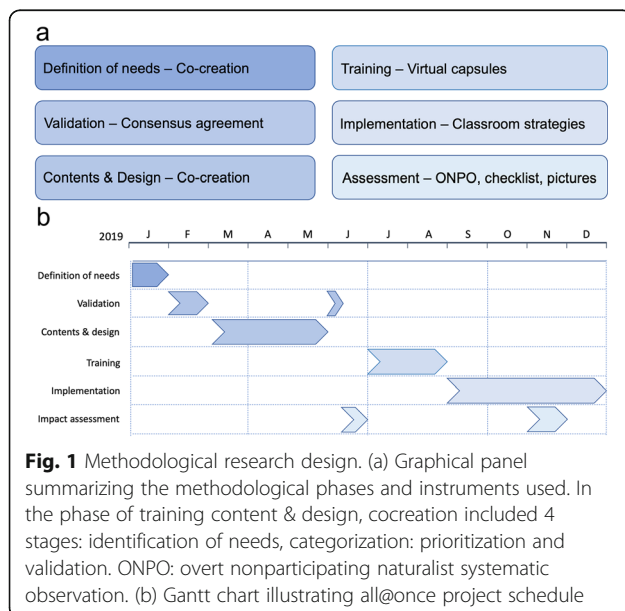 a
Definition of needs – Co-creation
Training – Virtual capsules
Validation – Consensus agreement
Implementation – Classroom strategies
Contents & Design – Co-creation
Assessment – ONPO, checklist, pictures
b
2019 J F M A M J J A S O N D
Definition of needs
Validation
Contents & design
Training
Implementation
Impact assessment
Fig. 1 Methodological research design. (a) Graphical panel
summarizing the methodological phases and instruments used. In
the phase of training content & design, cocreation included 4
stages: identification of needs, categorization: prioritization and
validation. ONPO: overt nonparticipating naturalist systematic
observation. (b) Gantt chart illustrating all@once project schedule